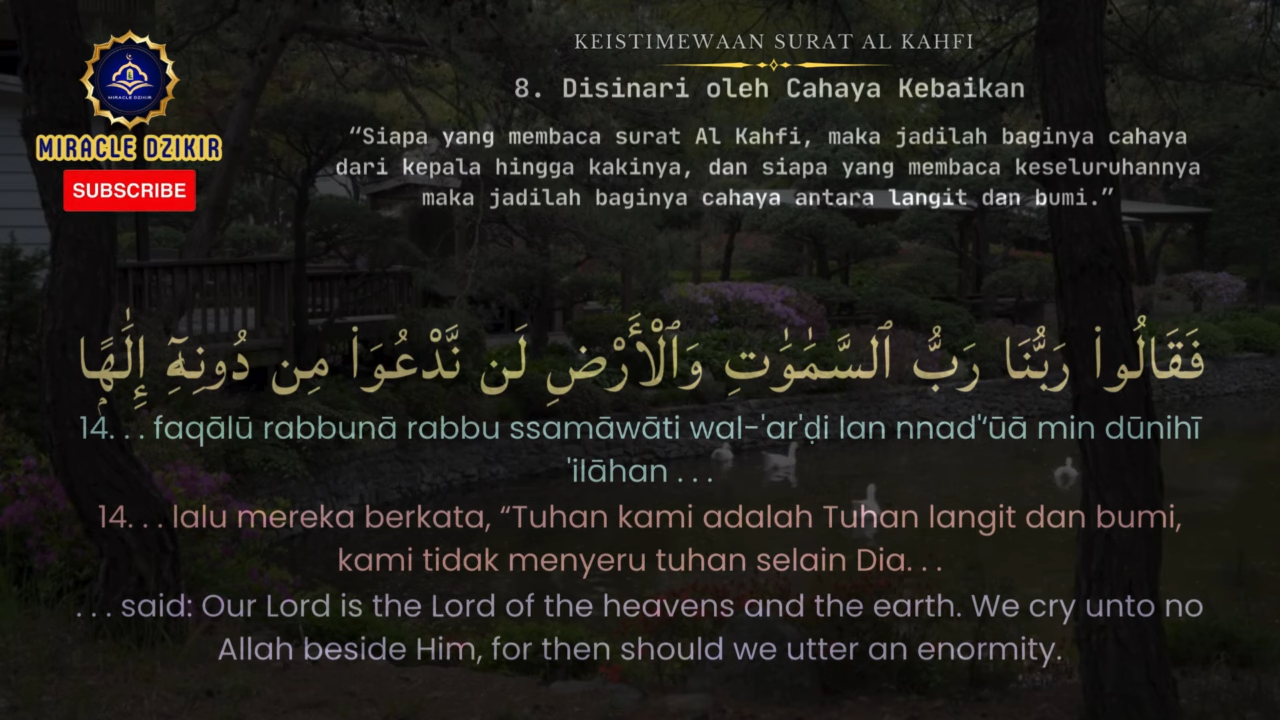 KEISTIMEWAAN SURAT AL KAHFI
8. Disinari oleh Cahaya Kebaikan
“Siapa yang membaca surat Al Kahfi, maka jadilah baginya cahaya
dari kepala hingga kakinya, dan siapa yang membaca keseluruhannya
maka jadilah baginya cahaya antara langit dan bumi.”
MIRACLE DZIKIR
MIRACLE DZIKIR
SUBSCRIBE
فَقَالُوا۟ رَبُّنَا رَبُّ ٱلسَّمَٰوَٰتِ وَٱلْأَرْضِ لَن نَّدْعُوَا۟ مِن دُونِهِۦٓ إِلَٰهًا
14. . . faqālū rabbunā rabbu ssamāwāti wal-'ar'ḍi lan nnad'‘ūā min dūnihī
'ilāhan . . .
14. . . lalu mereka berkata, “Tuhan kami adalah Tuhan langit dan bumi,
kami tidak menyeru tuhan selain Dia. . .
. . . said: Our Lord is the Lord of the heavens and the earth. We cry unto no
Allah beside Him, for then should we utter an enormity.